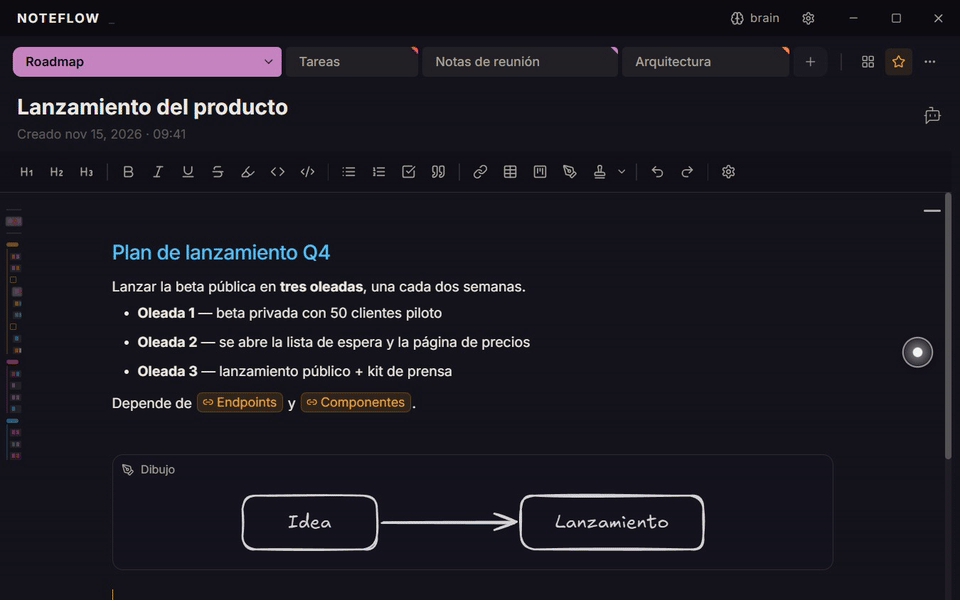 NOTEFLOW _
brain
Roadmap
Tareas
Notas de reunión
Arquitectura
Lanzamiento del producto
Creado nov 15, 2026 · 09:41
H1 H2 H3 B I U S
Plan de lanzamiento Q4
Lanzar la beta pública en tres oleadas, una cada dos semanas.
• Oleada 1 — beta privada con 50 clientes piloto
• Oleada 2 — se abre la lista de espera y la página de precios
• Oleada 3 — lanzamiento público + kit de prensa
Depende de Endpoints y Componentes.
Dibujo
Idea
Lanzamiento